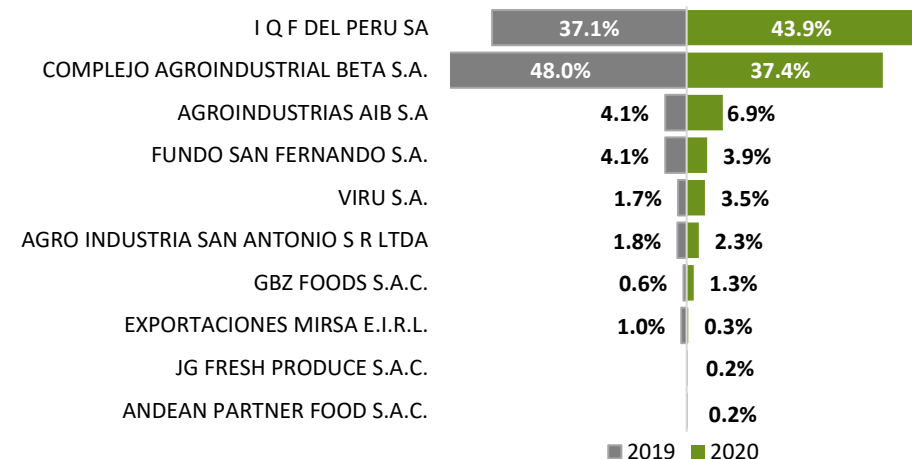 I Q F DEL PERU SA 37.1% 43.9%
COMPLEJO AGROINDUSTRIAL BETA S.A. 48.0% 37.4%
AGROINDUSTRIAS AIB S.A 4.1% 6.9%
FUNDO SAN FERNANDO S.A. 4.1% 3.9%
VIRU S.A. 1.7% 3.5%
AGRO INDUSTRIA SAN ANTONIO S R LTDA 1.8% 2.3%
GBZ FOODS S.A.C. 0.6% 1.3%
EXPORTACIONES MIRSA E.I.R.L. 1.0% 0.3%
JG FRESH PRODUCE S.A.C. 0.2%
ANDEAN PARTNER FOOD S.A.C. 0.2%
2019 2020